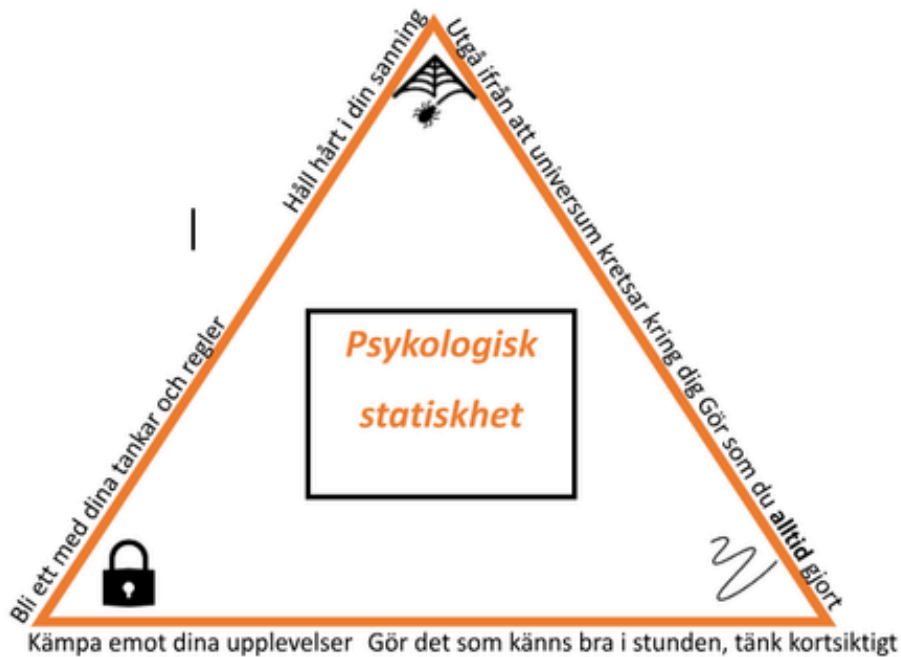 Håll hårt i din sanning
Utgå ifrån att universum kretsar kring dig Gör som du alltid gjort
Bli ett med dina tankar och regler
Psykologisk
statiskhet
Kämpa emot dina upplevelser Gör det som känns bra i stunden, tänk kortsiktigt